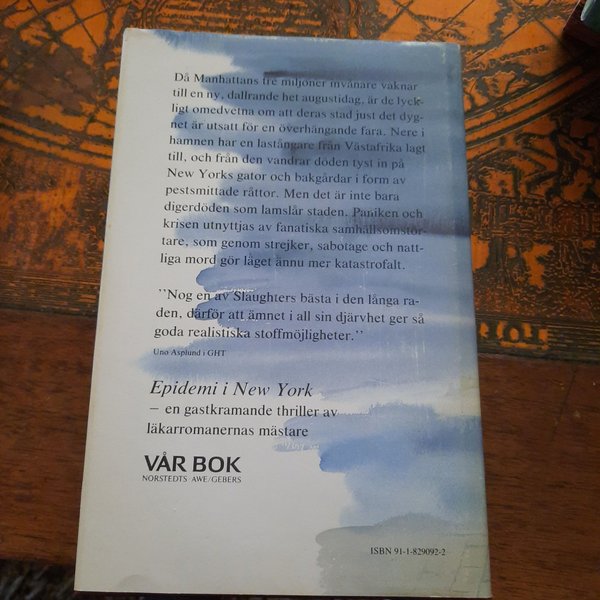 Då Manhattans tre miljoner invånare vaknar
till en ny, dallrande het augustidag, är de lyck-
ligt omedvetna om att deras stad just det dyg-
net är utsatt för en överhängande fara. Nere i
hamnen har en lastångare från Västafrika lagt
till, och från den vandrar döden tyst in på
New Yorks gator och bakgårdar i form av
pestsmittade råttor. Men det är inte bara
digerdöden som lamslår staden. Paniken och
krisen utnyttjas av fanatiska samhällsomstör-
tare, som genom strejker, sabotage och natt-
liga mord gör läget ännu mer katastrofalt.
"Nog en av Slaughters bästa i den långa ra-
den, därför att ämnet i all sin djärvhet ger så
goda realistiska stoffmöjligheter."
Uno Asplund i GHT
Epidemi i New York
— en gastkramande thriller av
läkarromanernas mästare
VÅR BOK
NORSTEDTS AWE/GEBERS
ISBN 91-1-829092-2